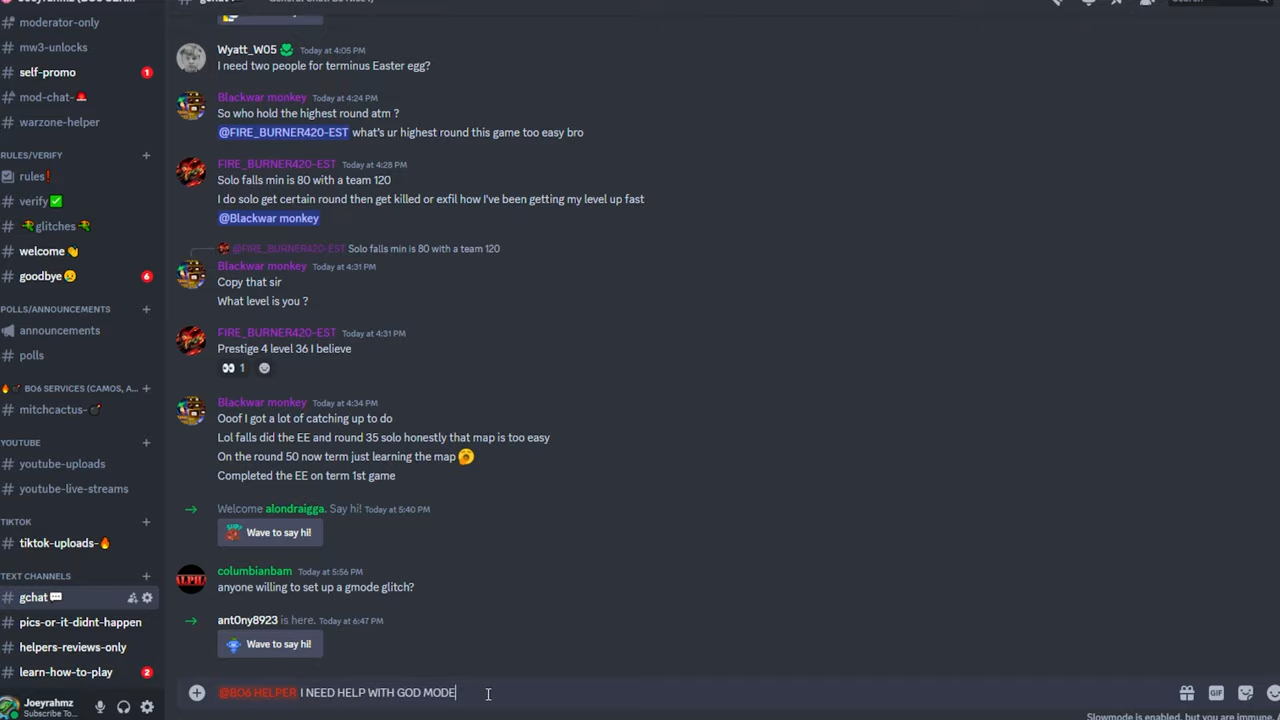 moderator-only
mw3-unlocks
self-promo 1
mod-chat-
warzone-helper
RULES/VERIFY
rules
verify
glitches
welcome
goodbye 6
POLLS/ANNOUNCEMENTS
announcements
polls
BO6 SERVICES (CAMOS, A...
mitchcactus-
YOUTUBE
youtube-uploads
youtube-live-streams
TIKTOK
tiktok-uploads-
TEXT CHANNELS
gchat
pics-or-it-didnt-happen
helpers-reviews-only
learn-how-to-play 2
Joeyrahmz
Subscribe To...
Wyatt_W05 Today at 4:05 PM
I need two people for terminus Easter egg?
Blackwar monkey Today at 4:24 PM
So who hold the highest round atm ?
@FIRE_BURNER420-EST what's ur highest round this game too easy bro
FIRE_BURNER420-EST Today at 4:28 PM
Solo falls min is 80 with a team 120
I do solo get certain round then get killed or exfil how I've been getting my level up fast
@Blackwar monkey
@FIRE_BURNER420-EST Solo falls min is 80 with a team 120
Blackwar monkey Today at 4:31 PM
Copy that sir
What level is you ?
FIRE_BURNER420-EST Today at 4:31 PM
Prestige 4 level 36 I believe
1
Blackwar monkey Today at 4:34 PM
Ooof I got a lot of catching up to do
Lol falls did the EE and round 35 solo honestly that map is too easy
On the round 50 now term just learning the map
Completed the EE on term 1st game
Welcome alondraigga. Say hi! Today at 5:40 PM
Wave to say hi!
columbianbam Today at 5:56 PM
anyone willing to set up a gmode glitch?
ant0ny8923 is here. Today at 6:47 PM
Wave to say hi!
@BO6 HELPER I NEED HELP WITH GOD MODE
GIF
Slowmode is enabled, but you are immune.